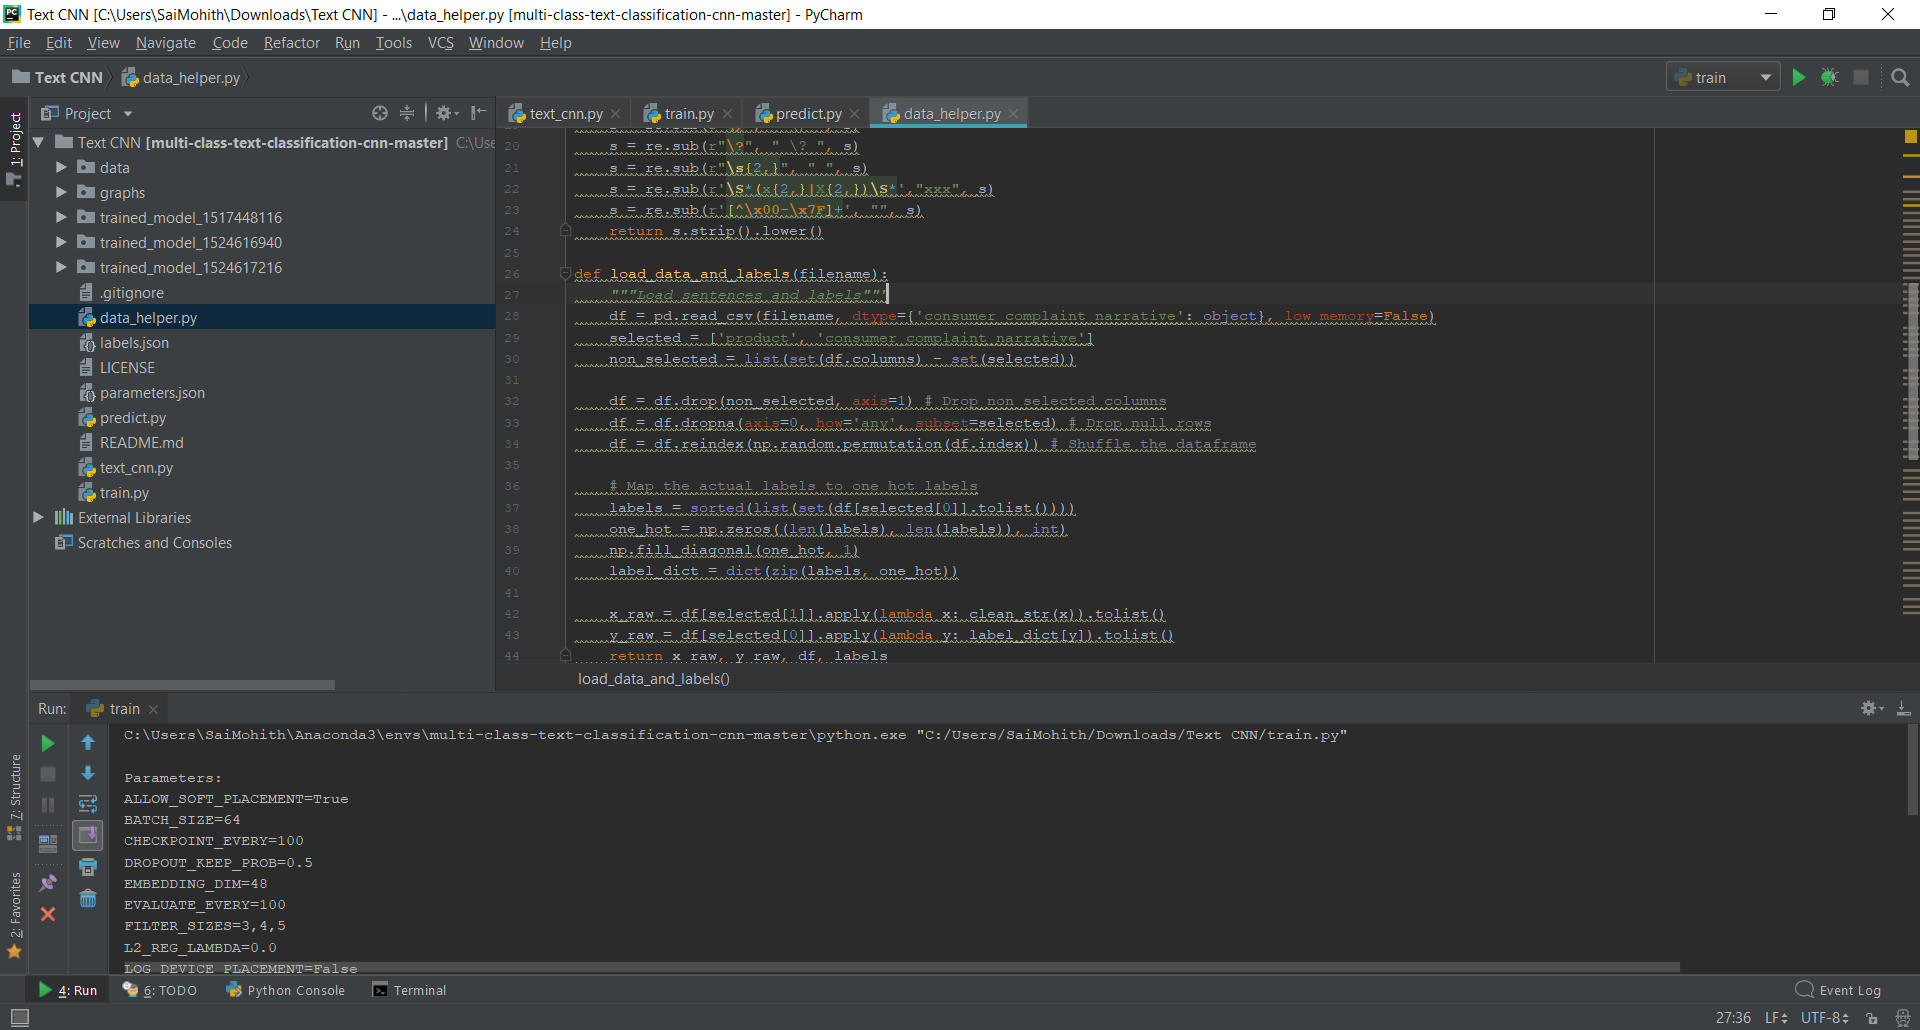 Text CNN [C:\Users\SaiMohith\Downloads\Text CNN] - ...\data_helper.py [multi-class-text-classification-cnn-master] - PyCharm
File Edit View Navigate Code Refactor Run Tools VCS Window Help
Text CNN data_helper.py train
1: Project
Project
text_cnn.py train.py predict.py data_helper.py
Text CNN [multi-class-text-classification-cnn-master] C:\Use
data
graphs
trained_model_1517448116
trained_model_1524616940
trained_model_1524617216
.gitignore
data_helper.py
labels.json
LICENSE
parameters.json
predict.py
README.md
text_cnn.py
train.py
External Libraries
Scratches and Consoles
20 s = re.sub(r"\?", " \? ", s)
21 s = re.sub(r"\s{2,}", " ", s)
22 s = re.sub(r'\S*(x{2,}|X{2,})\S*',"xxx", s)
23 s = re.sub(r'[^\x00-\x7F]+', "", s)
24 return s.strip().lower()
25
26 def load_data_and_labels(filename):
27 """Load sentences and labels"""
28 df = pd.read_csv(filename, dtype={'consumer_complaint_narrative': object}, low_memory=False)
29 selected = ['product', 'consumer_complaint_narrative']
30 non_selected = list(set(df.columns) - set(selected))
31
32 df = df.drop(non_selected, axis=1) # Drop non selected columns
33 df = df.dropna(axis=0, how='any', subset=selected) # Drop null rows
34 df = df.reindex(np.random.permutation(df.index)) # Shuffle the dataframe
35
36 # Map the actual labels to one hot labels
37 labels = sorted(list(set(df[selected[0]].tolist())))
38 one_hot = np.zeros((len(labels), len(labels)), int)
39 np.fill_diagonal(one_hot, 1)
40 label_dict = dict(zip(labels, one_hot))
41
42 x_raw = df[selected[1]].apply(lambda x: clean_str(x)).tolist()
43 y_raw = df[selected[0]].apply(lambda y: label_dict[y]).tolist()
44 return x_raw, y_raw, df, labels
load_data_and_labels()
Run: train
C:\Users\SaiMohith\Anaconda3\envs\multi-class-text-classification-cnn-master\python.exe "C:/Users/SaiMohith/Downloads/Text CNN/train.py"
Parameters:
ALLOW_SOFT_PLACEMENT=True
BATCH_SIZE=64
CHECKPOINT_EVERY=100
DROPOUT_KEEP_PROB=0.5
EMBEDDING_DIM=48
EVALUATE_EVERY=100
FILTER_SIZES=3,4,5
L2_REG_LAMBDA=0.0
LOG_DEVICE_PLACEMENT=False
7: Structure
2: Favorites
4: Run 6: TODO Python Console Terminal Event Log
27:36 LF UTF-8